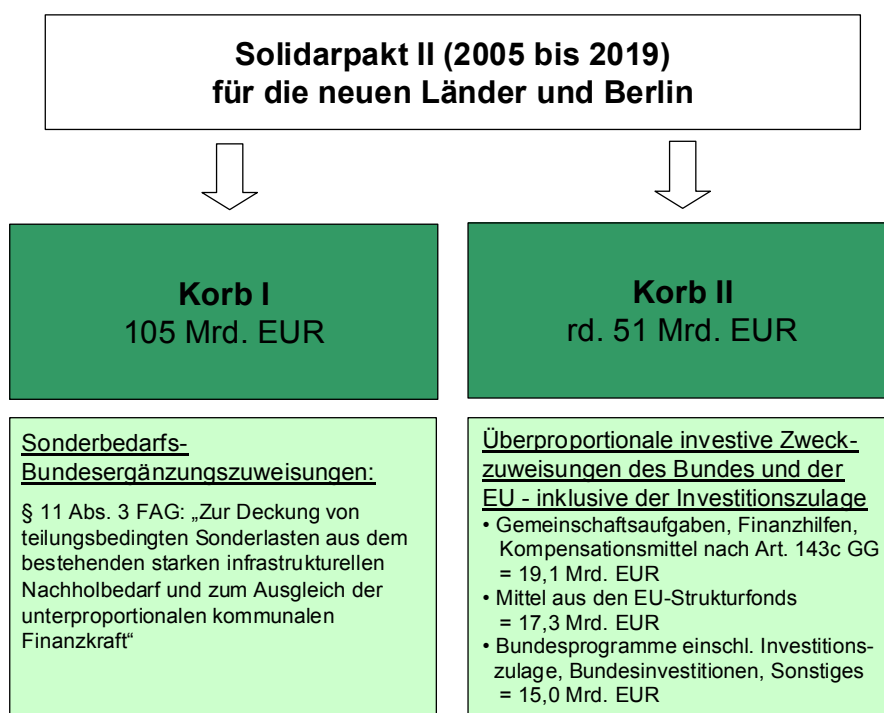 Solidarpakt II (2005 bis 2019)
für die neuen Länder und Berlin
Korb I
105 Mrd. EUR
Korb II
rd. 51 Mrd. EUR
Sonderbedarfs-
Bundesergänzungszuweisungen:
§ 11 Abs. 3 FAG: „Zur Deckung von
teilungsbedingten Sonderlasten aus dem
bestehenden starken infrastrukturellen
Nachholbedarf und zum Ausgleich der
unterproportionalen kommunalen
Finanzkraft“
Überproportionale investive Zweck-
zuweisungen des Bundes und der
EU - inklusive der Investitionszulage
• Gemeinschaftsaufgaben, Finanzhilfen,
Kompensationsmittel nach Art. 143c GG
= 19,1 Mrd. EUR
• Mittel aus den EU-Strukturfonds
= 17,3 Mrd. EUR
• Bundesprogramme einschl. Investitions-
zulage, Bundesinvestitionen, Sonstiges
= 15,0 Mrd. EUR